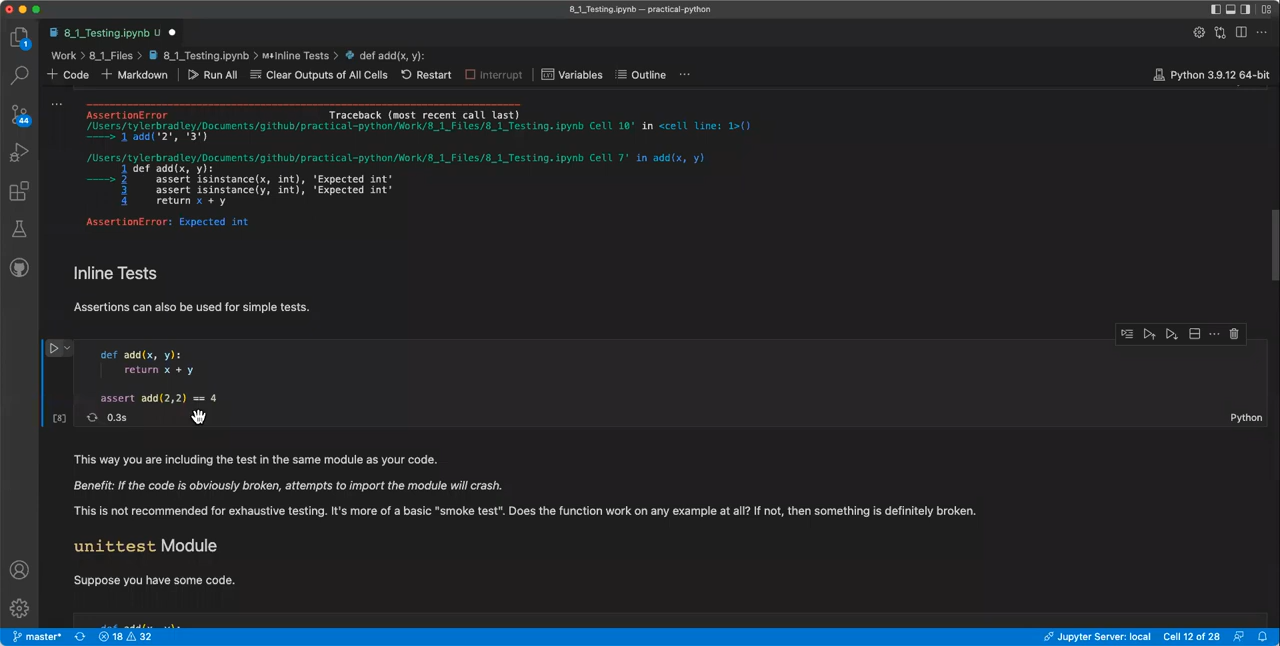 8_1_Testing.ipynb — practical-python
8_1_Testing.ipynb U
Work > 8_1_Files > 8_1_Testing.ipynb > M↓Inline Tests > def add(x, y):
+ Code + Markdown Run All Clear Outputs of All Cells Restart Interrupt Variables Outline ··· Python 3.9.12 64-bit
1
44
...
AssertionError Traceback (most recent call last)
/Users/tylerbradley/Documents/github/practical-python/Work/8_1_Files/8_1_Testing.ipynb Cell 10' in <cell line: 1>()
----> 1 add('2', '3')
/Users/tylerbradley/Documents/github/practical-python/Work/8_1_Files/8_1_Testing.ipynb Cell 7' in add(x, y)
1 def add(x, y):
----> 2 assert isinstance(x, int), 'Expected int'
3 assert isinstance(y, int), 'Expected int'
4 return x + y
AssertionError: Expected int
Inline Tests
Assertions can also be used for simple tests.
def add(x, y):
return x + y
assert add(2,2) == 4
[8] 0.3s Python
This way you are including the test in the same module as your code.
Benefit: If the code is obviously broken, attempts to import the module will crash.
This is not recommended for exhaustive testing. It's more of a basic "smoke test". Does the function work on any example at all? If not, then something is definitely broken.
unittest Module
Suppose you have some code.
def add(x, y):
master* 18 32 Jupyter Server: local Cell 12 of 28